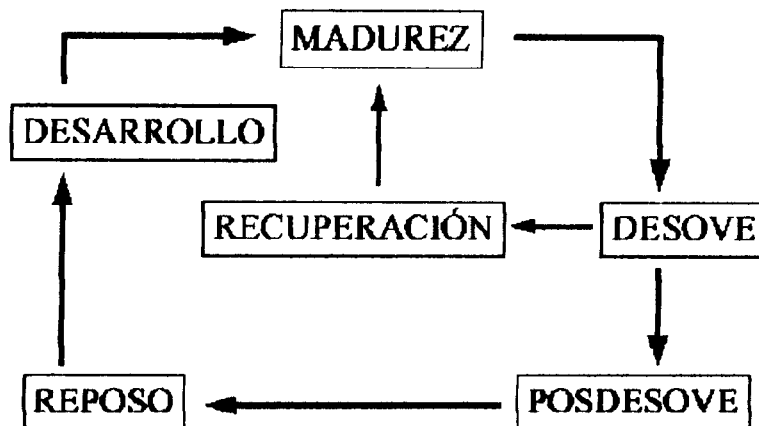 MADUREZ
DESARROLLO
RECUPERACIÓN
DESOVE
REPOSO
POSDESOVE